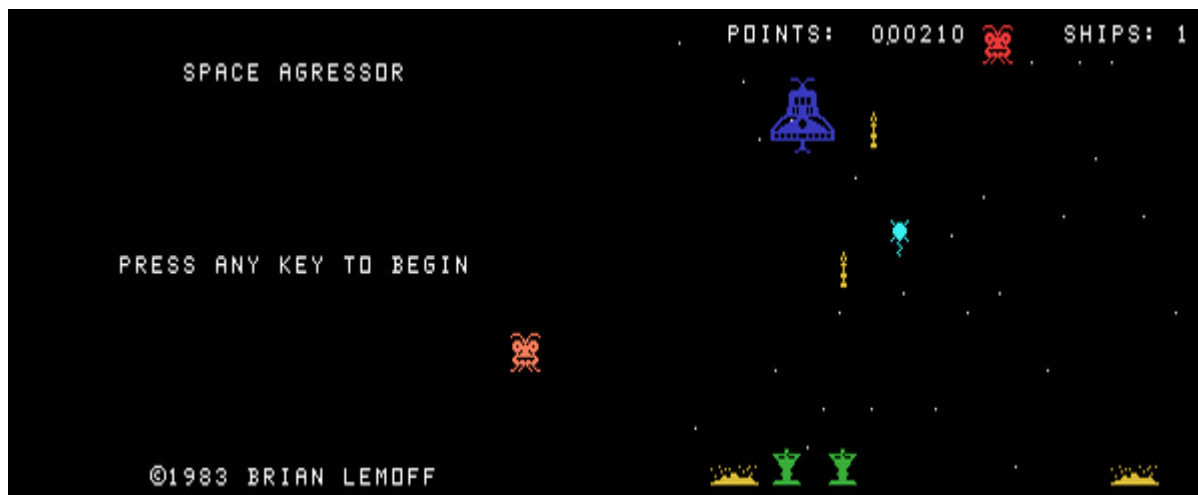 SPACE AGRESSOR
PRESS ANY KEY TO BEGIN
©1983 BRIAN LEMOFF
POINTS: 000210 SHIPS: 1